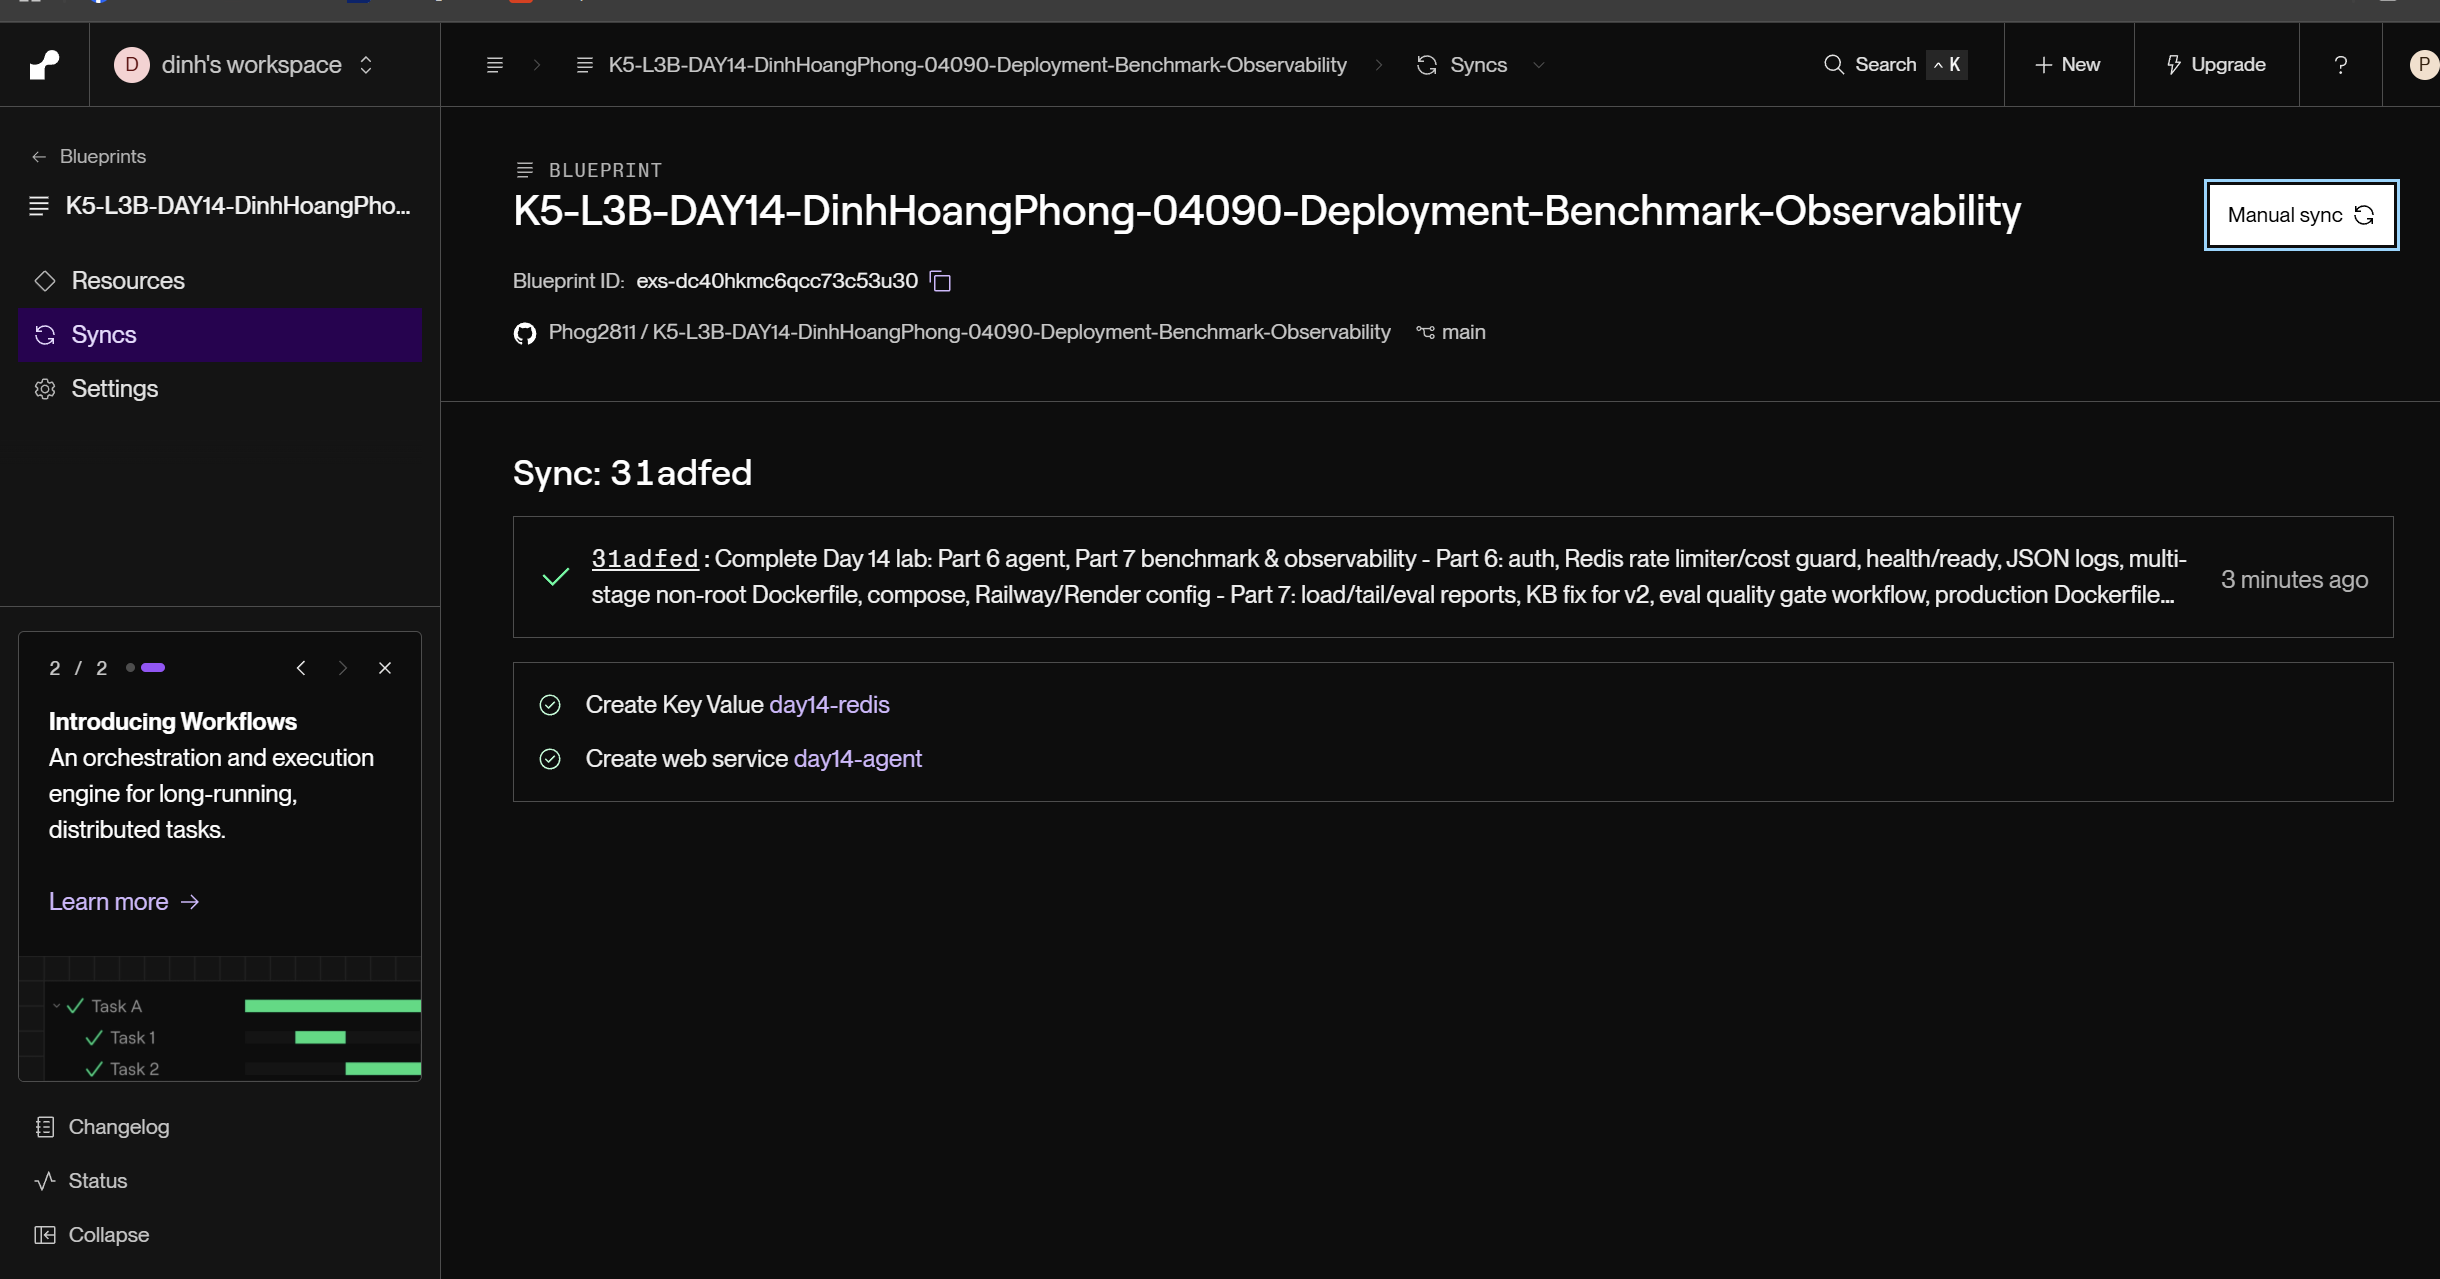 D dinh's workspace
K5-L3B-DAY14-DinhHoangPhong-04090-Deployment-Benchmark-Observability
Syncs
Search ^ K
New
Upgrade
?
P
Blueprints
K5-L3B-DAY14-DinhHoangPho...
Resources
Syncs
Settings
BLUEPRINT
K5-L3B-DAY14-DinhHoangPhong-04090-Deployment-Benchmark-Observability
Manual sync
Blueprint ID: exs-dc40hkmc6qcc73c53u30
Phog2811 / K5-L3B-DAY14-DinhHoangPhong-04090-Deployment-Benchmark-Observability main
Sync: 31adfed
31adfed: Complete Day 14 lab: Part 6 agent, Part 7 benchmark & observability - Part 6: auth, Redis rate limiter/cost guard, health/ready, JSON logs, multi-
stage non-root Dockerfile, compose, Railway/Render config - Part 7: load/tail/eval reports, KB fix for v2, eval quality gate workflow, production Dockerfile...
3 minutes ago
Create Key Value day14-redis
Create web service day14-agent
2 / 2
Introducing Workflows
An orchestration and execution
engine for long-running,
distributed tasks.
Learn more
Task A
Task 1
Task 2
Changelog
Status
Collapse